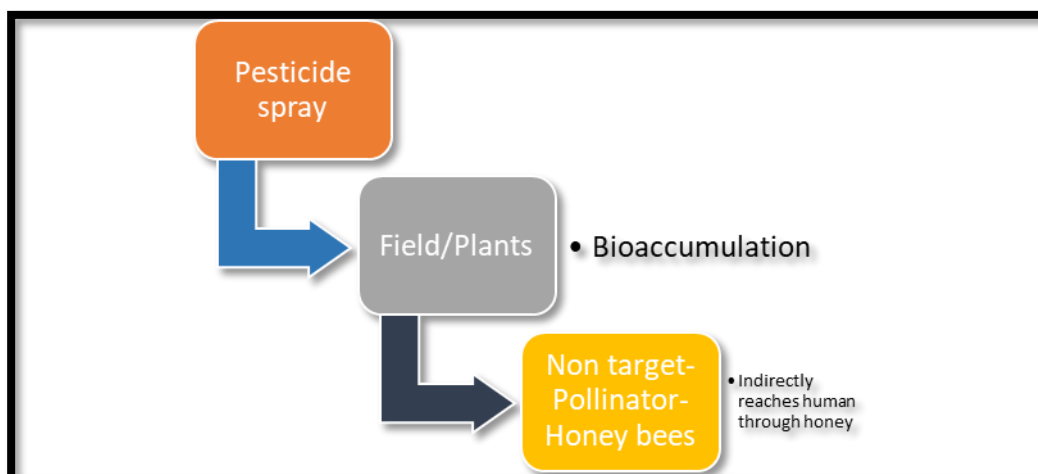 Pesticide
spray
Field/Plants
• Bioaccumulation
Non target-
Pollinator-
Honey bees
• Indirectly
reaches human
through honey